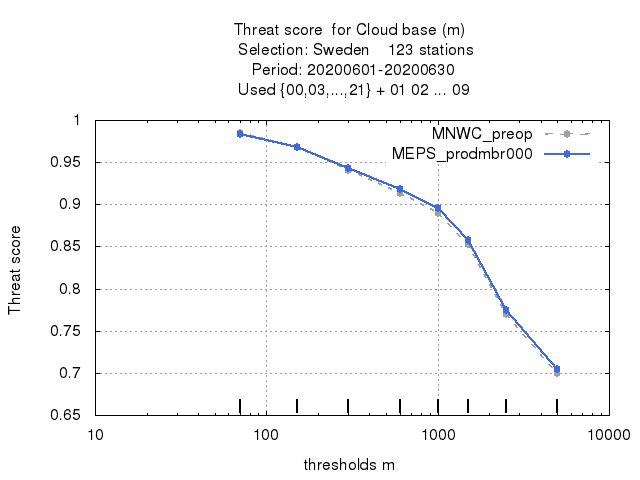 Threat score for Cloud base (m)
Selection: Sweden 123 stations
Period: 20200601-20200630
Used {00,03,...,21} + 01 02 ... 09
MNWC_preop
MEPS_prodmbr000
Threat score
1
0.95
0.9
0.85
0.8
0.75
0.7
0.65
10 100 1000 10000
thresholds m